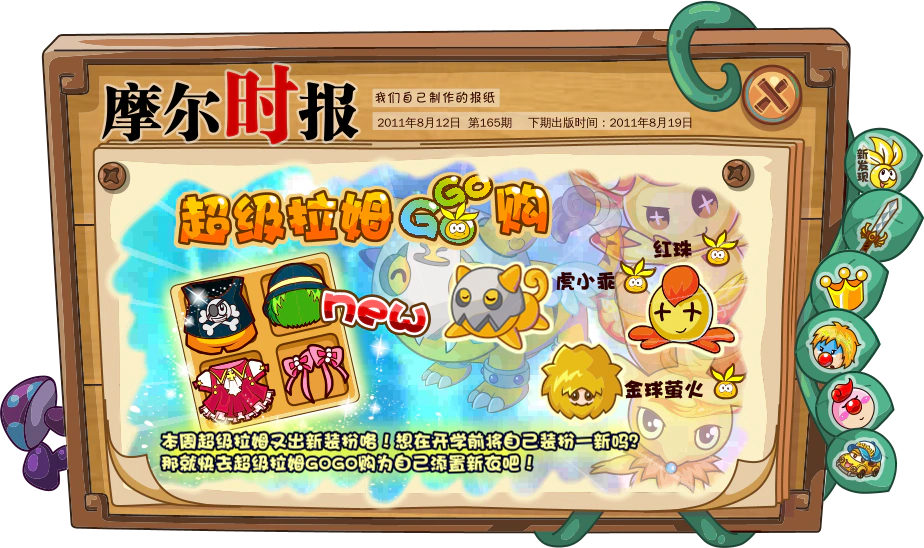 摩尔时报
我们自己制作的报纸
2011年8月12日 第165期 下期出版时间：2011年8月19日
新发现
超级拉姆GOGO购
红珠
虎小乖
new
金球萤火
本周超级拉姆又出新装扮咯！想在开学前将自己装扮一新吗？
那就快去超级拉姆GOGO购为自己添置新衣吧！